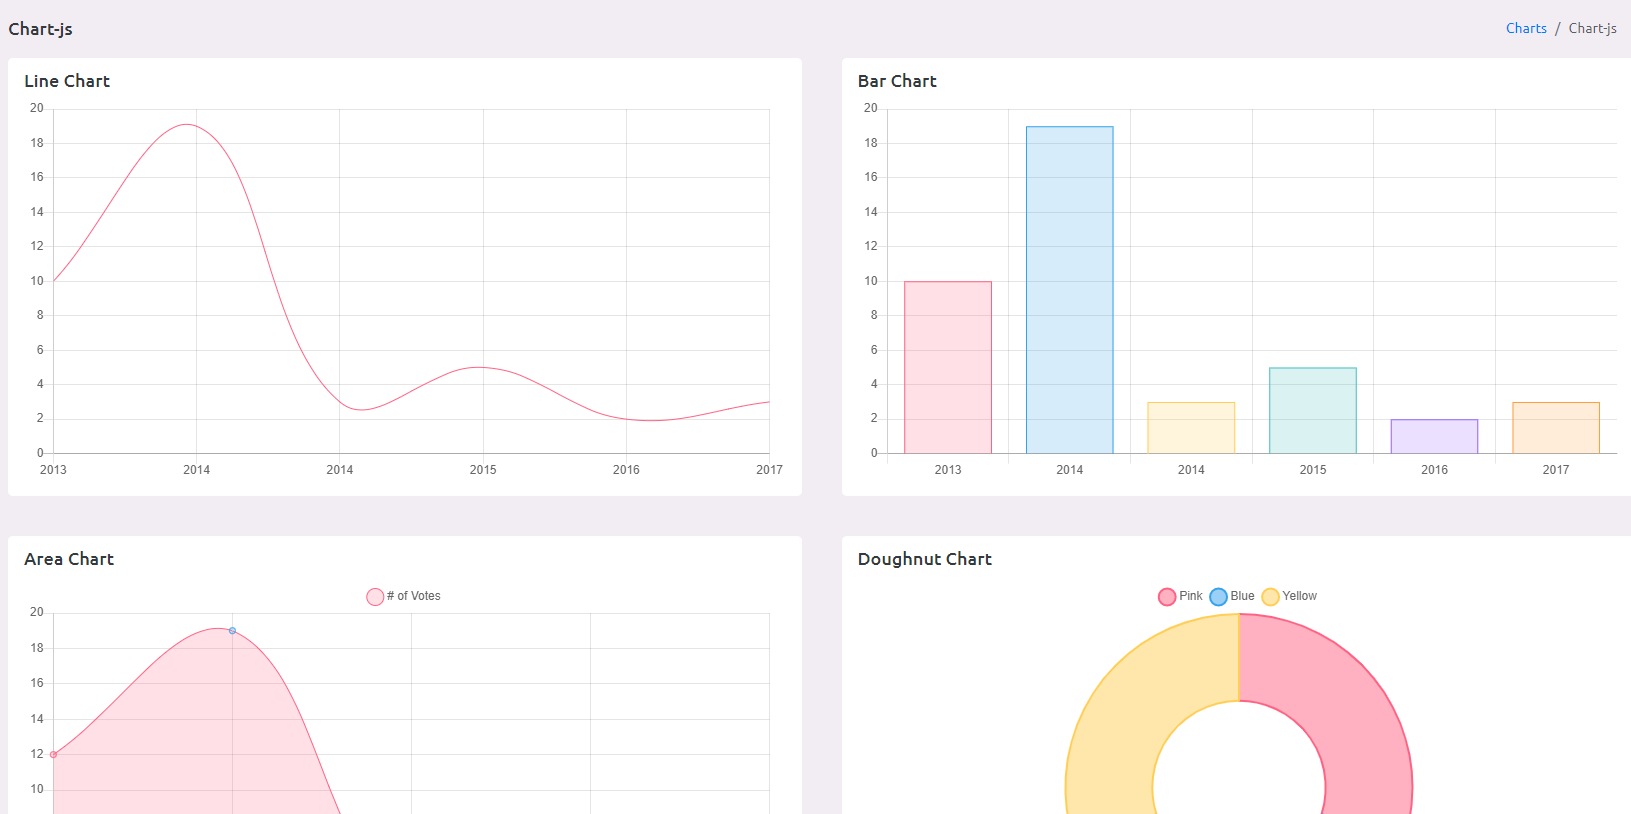 Chart-js
Charts / Chart-js
Line Chart
20
18
16
14
12
10
8
6
4
2
0
2013 2014 2014 2015 2016 2017
Bar Chart
20
18
16
14
12
10
8
6
4
2
0
2013 2014 2014 2015 2016 2017
Area Chart
# of Votes
20
18
16
14
12
10
Doughnut Chart
Pink Blue Yellow